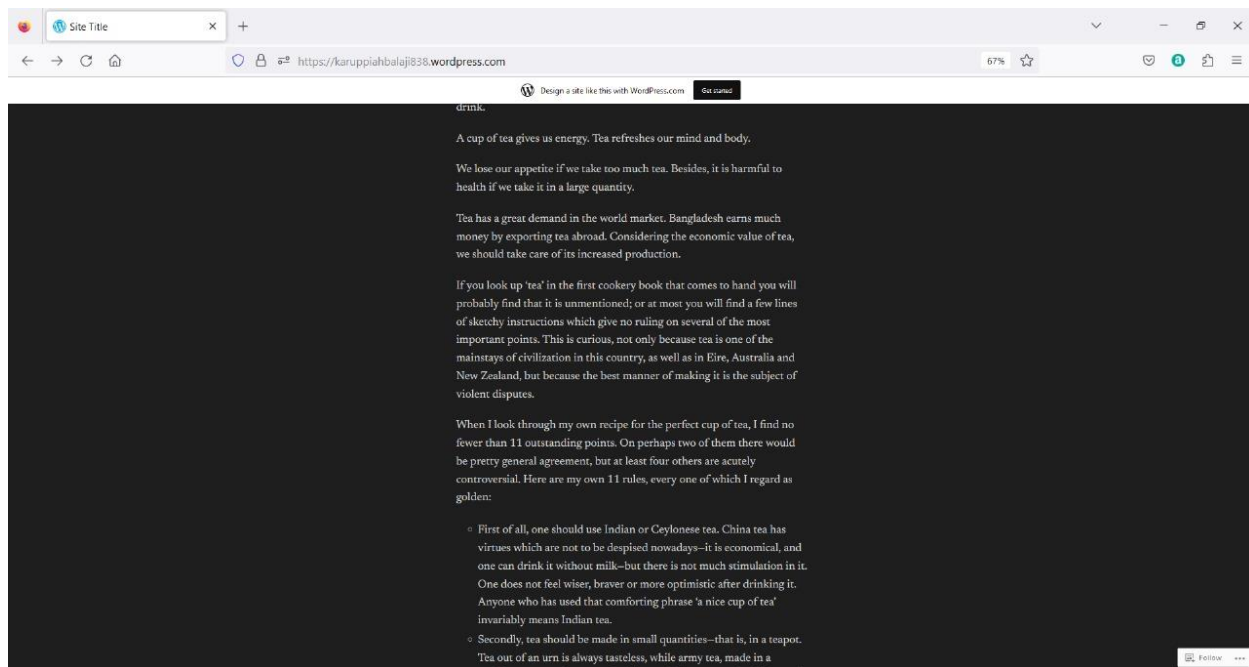 Site Title
https://karuppiahbalaji838.wordpress.com
67%
Design a site like this with WordPress.com
Get started
drink.
A cup of tea gives us energy. Tea refreshes our mind and body.
We lose our appetite if we take too much tea. Besides, it is harmful to
health if we take it in a large quantity.
Tea has a great demand in the world market. Bangladesh earns much
money by exporting tea abroad. Considering the economic value of tea,
we should take care of its increased production.
If you look up ‘tea’ in the first cookery book that comes to hand you will
probably find that it is unmentioned; or at most you will find a few lines
of sketchy instructions which give no ruling on several of the most
important points. This is curious, not only because tea is one of the
mainstays of civilization in this country, as well as in Eire, Australia and
New Zealand, but because the best manner of making it is the subject of
violent disputes.
When I look through my own recipe for the perfect cup of tea, I find no
fewer than 11 outstanding points. On perhaps two of them there would
be pretty general agreement, but at least four others are acutely
controversial. Here are my own 11 rules, every one of which I regard as
golden:
First of all, one should use Indian or Ceylonese tea. China tea has
virtues which are not to be despised nowadays—it is economical, and
one can drink it without milk—but there is not much stimulation in it.
One does not feel wiser, braver or more optimistic after drinking it.
Anyone who has used that comforting phrase ‘a nice cup of tea’
invariably means Indian tea.
Secondly, tea should be made in small quantities—that is, in a teapot.
Tea out of an urn is always tasteless, while army tea, made in a
Follow